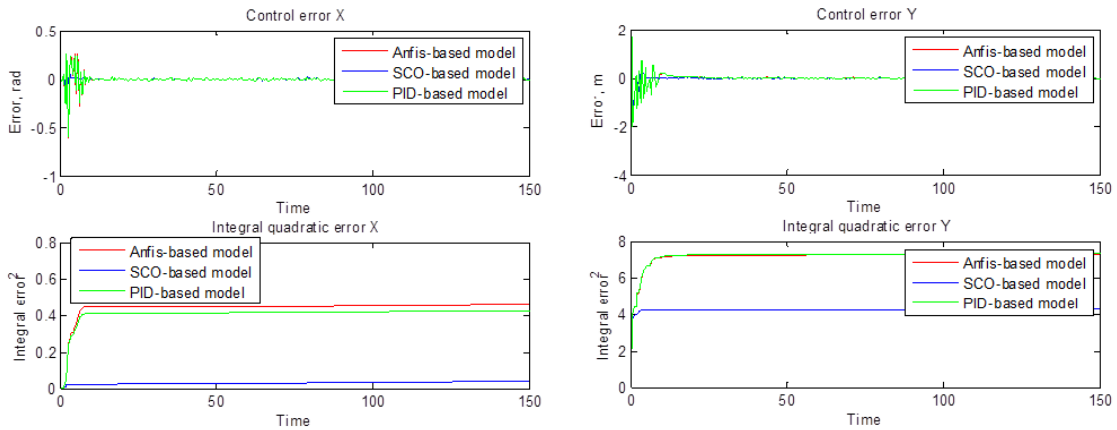 Control error X
Error, rad
0.5
0
-0.5
-1
Anfis-based model
SCO-based model
PID-based model
0 50 100 150
Time
Control error Y
Error, m
2
0
-2
-4
Anfis-based model
SCO-based model
PID-based model
0 50 100 150
Time
Integral quadratic error X
Integral error²
0.8
0.6
0.4
0.2
0
Anfis-based model
SCO-based model
PID-based model
0 50 100 150
Time
Integral quadratic error Y
Integral error²
8
6
4
2
0
Anfis-based model
SCO-based model
PID-based model
0 50 100 150
Time